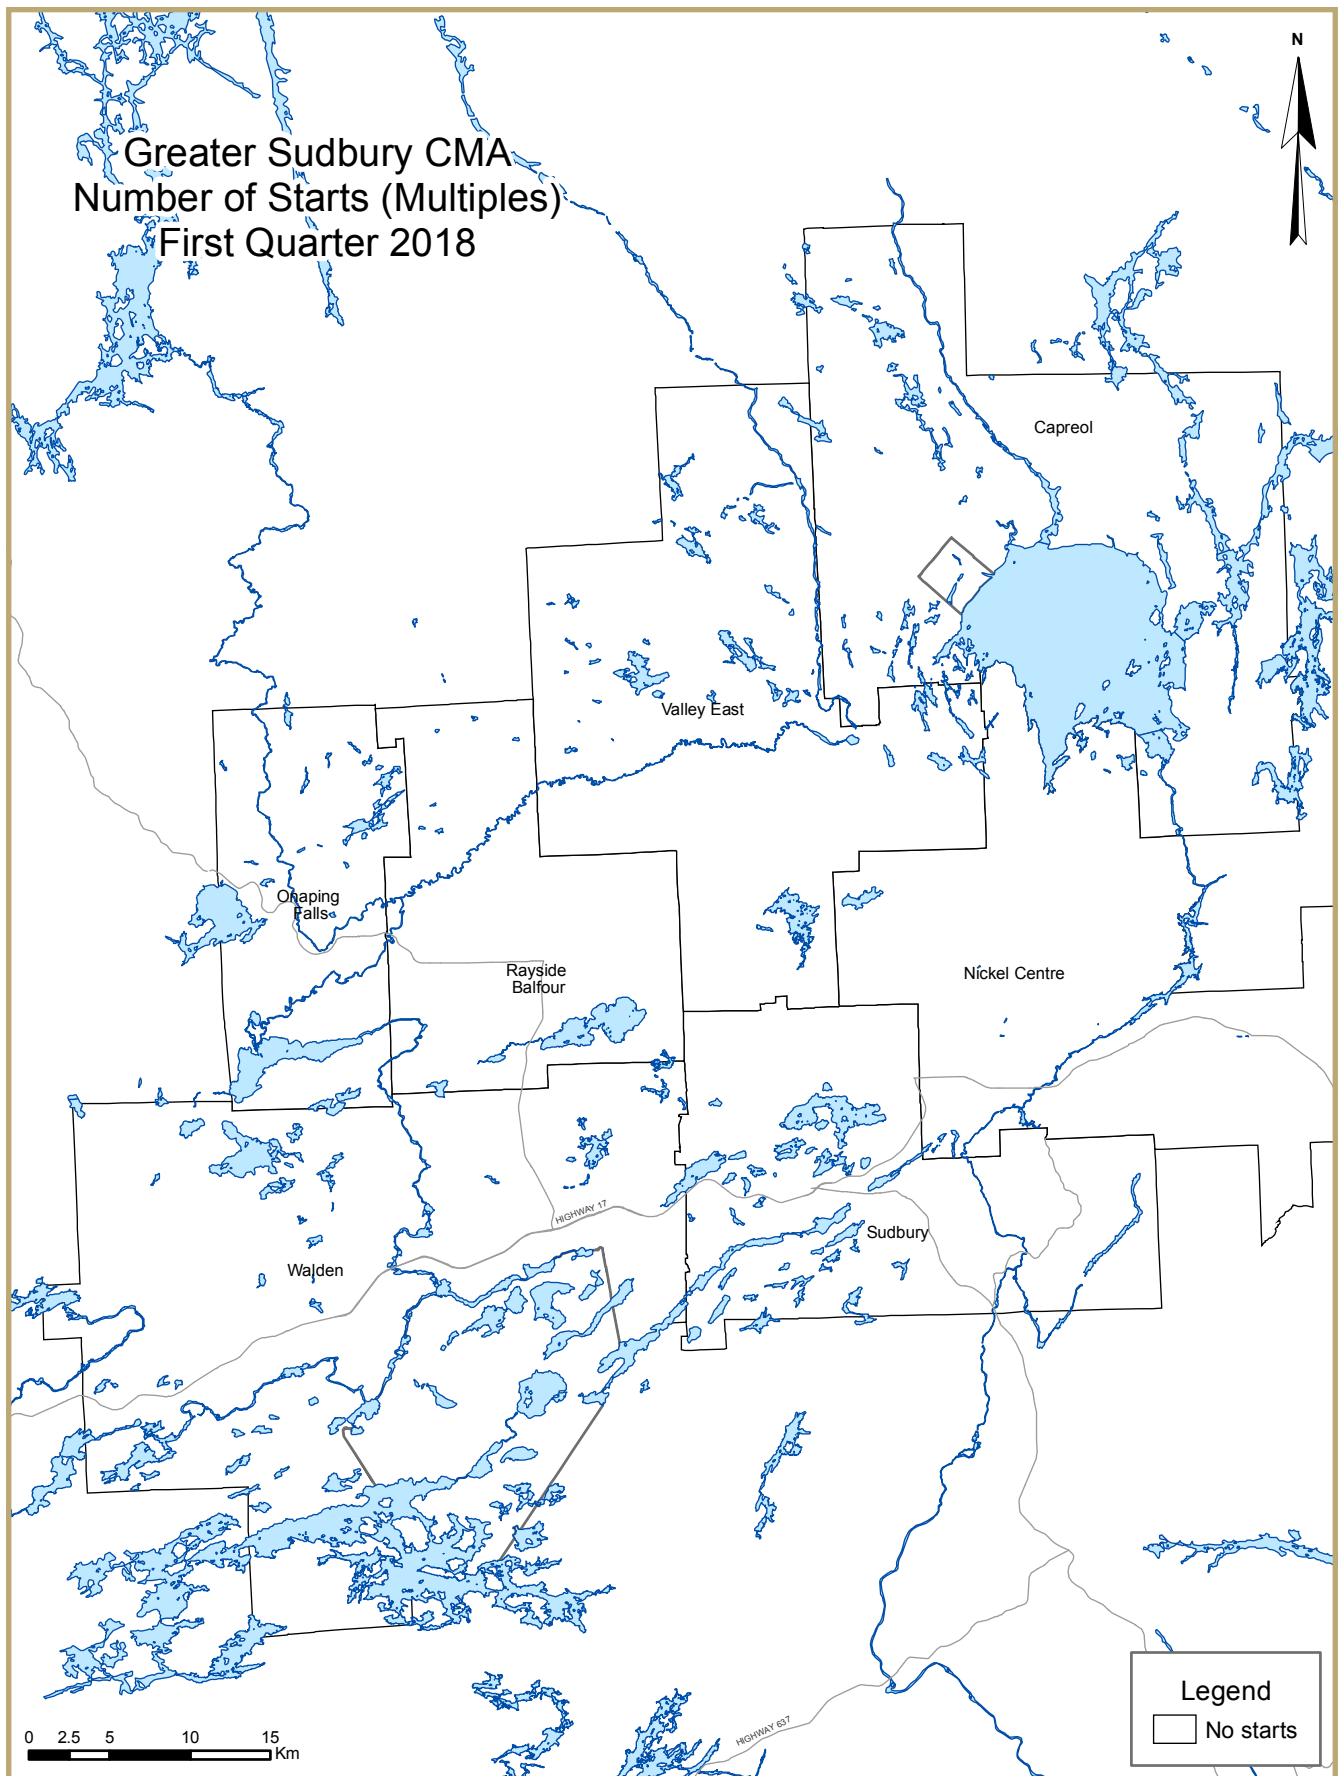 Greater Sudbury CMA
Number of Starts (Multiples)
First Quarter 2018
N
Capreol
Valley East
Onaping
Falls
Rayside
Balfour
Nickel Centre
HIGHWAY 17
Sudbury
Walden
HIGHWAY 637
Legend
No starts
0 2.5 5 10 15
Km